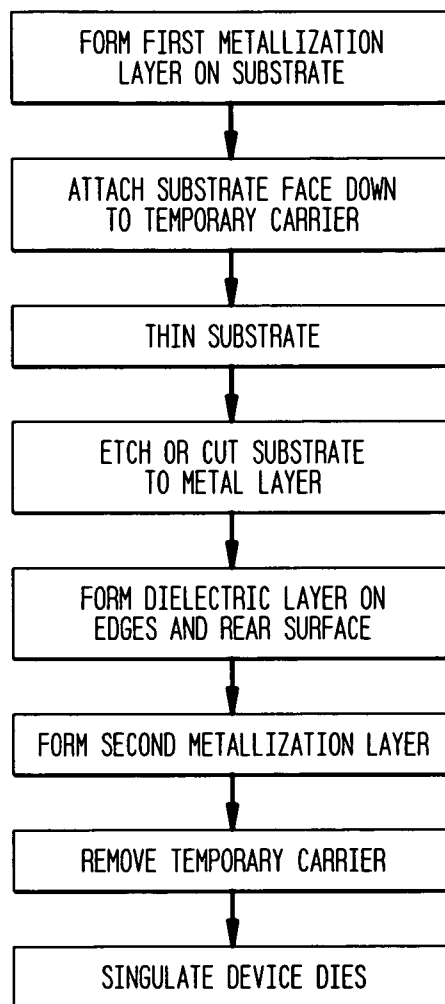 FORM FIRST METALLIZATION
LAYER ON SUBSTRATE
ATTACH SUBSTRATE FACE DOWN
TO TEMPORARY CARRIER
THIN SUBSTRATE
ETCH OR CUT SUBSTRATE
TO METAL LAYER
FORM DIELECTRIC LAYER ON
EDGES AND REAR SURFACE
FORM SECOND METALLIZATION LAYER
REMOVE TEMPORARY CARRIER
SINGULATE DEVICE DIES